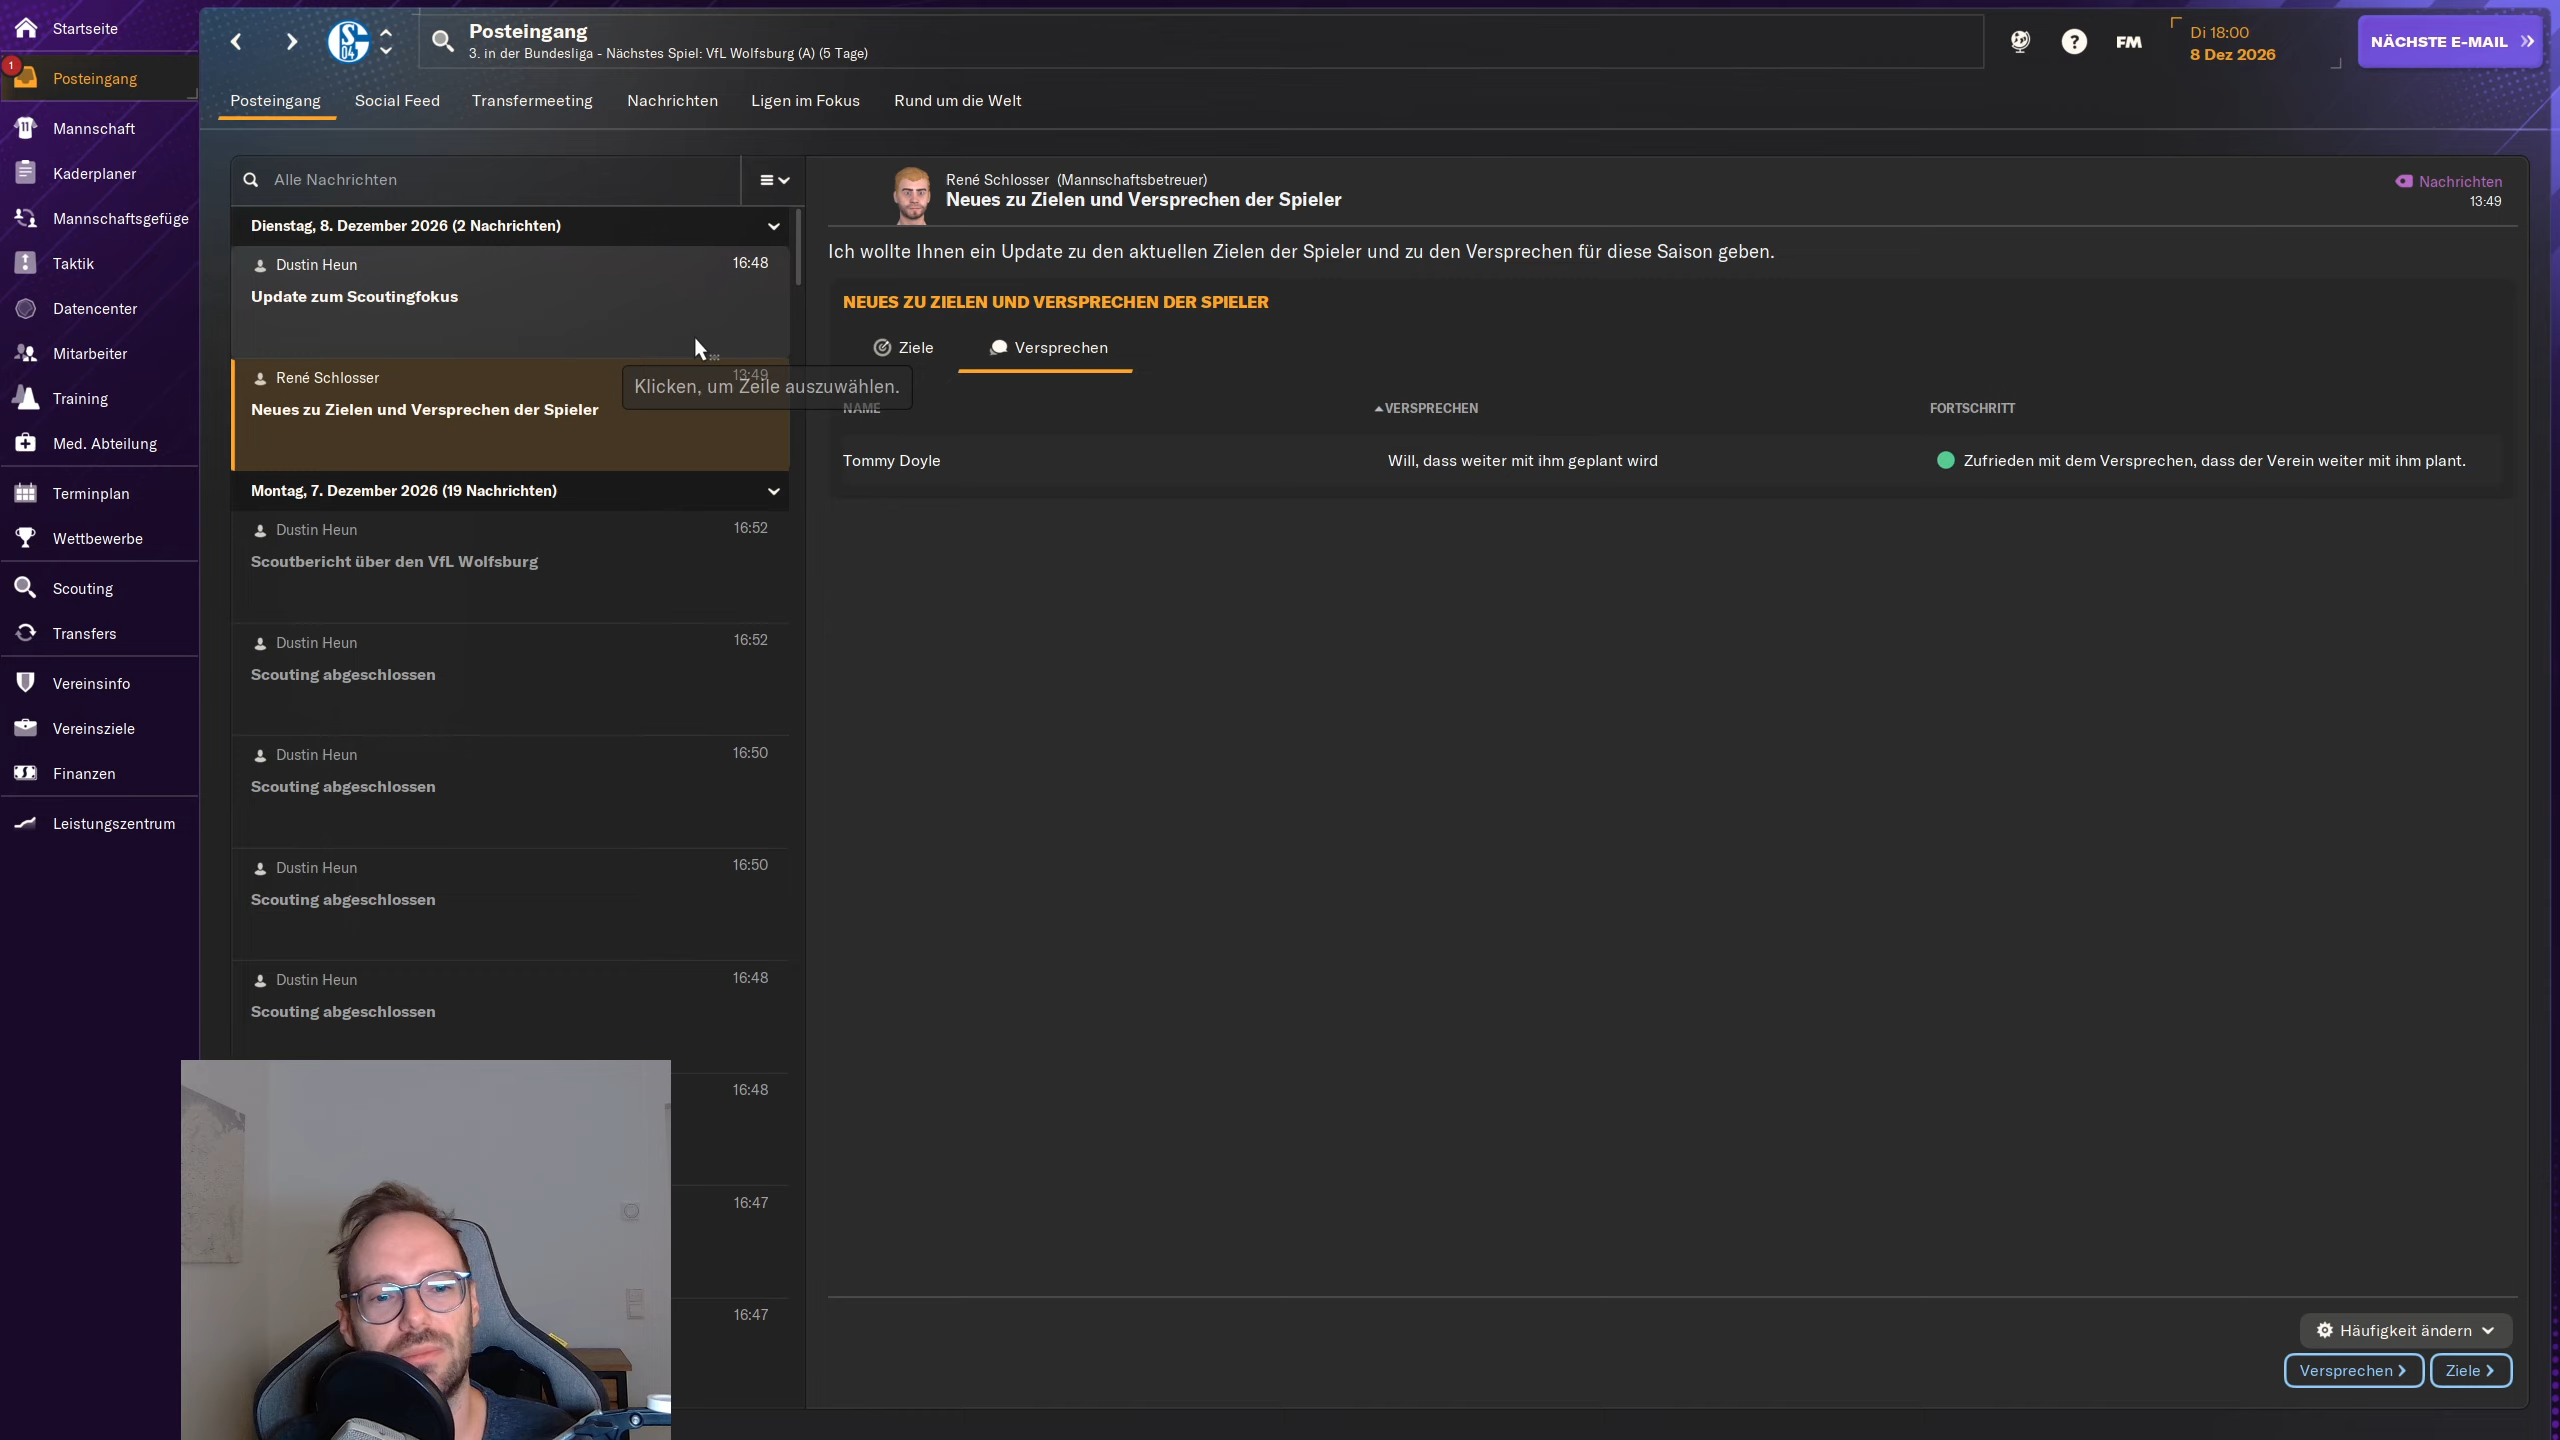 Startseite
1
Posteingang
Mannschaft
Kaderplaner
Mannschaftsgefüge
Taktik
Datencenter
Mitarbeiter
Training
Med. Abteilung
Terminplan
Wettbewerbe
Scouting
Transfers
Vereinsinfo
Vereinsziele
Finanzen
Leistungszentrum
Posteingang
3. in der Bundesliga - Nächstes Spiel: VfL Wolfsburg (A) (5 Tage)
?
FM
Di 18:00
8 Dez 2026
NÄCHSTE E-MAIL
Posteingang
Social Feed
Transfermeeting
Nachrichten
Ligen im Fokus
Rund um die Welt
Alle Nachrichten
Dienstag, 8. Dezember 2026 (2 Nachrichten)
Dustin Heun
16:48
Update zum Scoutingfokus
René Schlosser
13:49
Neues zu Zielen und Versprechen der Spieler
Klicken, um Zeile auszuwählen.
Montag, 7. Dezember 2026 (19 Nachrichten)
Dustin Heun
16:52
Scoutbericht über den VfL Wolfsburg
Dustin Heun
16:52
Scouting abgeschlossen
Dustin Heun
16:50
Scouting abgeschlossen
Dustin Heun
16:50
Scouting abgeschlossen
Dustin Heun
16:48
Scouting abgeschlossen
16:48
16:47
16:47
René Schlosser (Mannschaftsbetreuer)
Neues zu Zielen und Versprechen der Spieler
Nachrichten
13:49
Ich wollte Ihnen ein Update zu den aktuellen Zielen der Spieler und zu den Versprechen für diese Saison geben.
NEUES ZU ZIELEN UND VERSPRECHEN DER SPIELER
Ziele
Versprechen
NAME
VERSPRECHEN
FORTSCHRITT
Tommy Doyle
Will, dass weiter mit ihm geplant wird
Zufrieden mit dem Versprechen, dass der Verein weiter mit ihm plant.
Häufigkeit ändern
Versprechen
Ziele